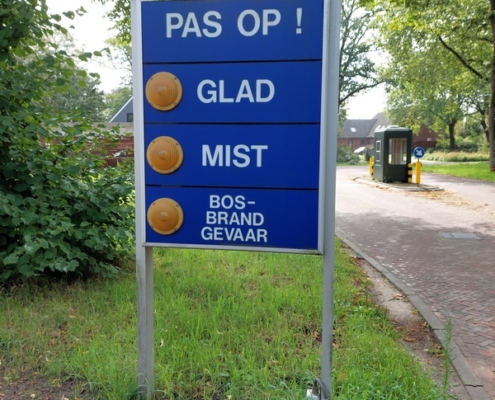 PAS OP !
GLAD
MIST
BOS-
BRAND
GEVAAR